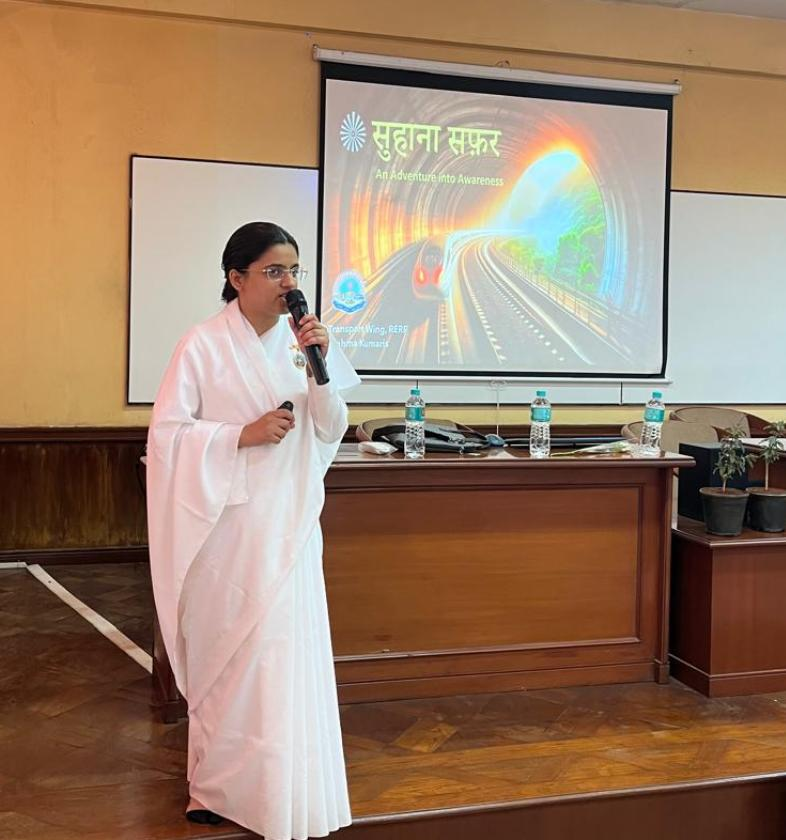 सुहाना सफ़र
An Adventure into Awareness
Transport Wing, RERF
Brahma Kumaris